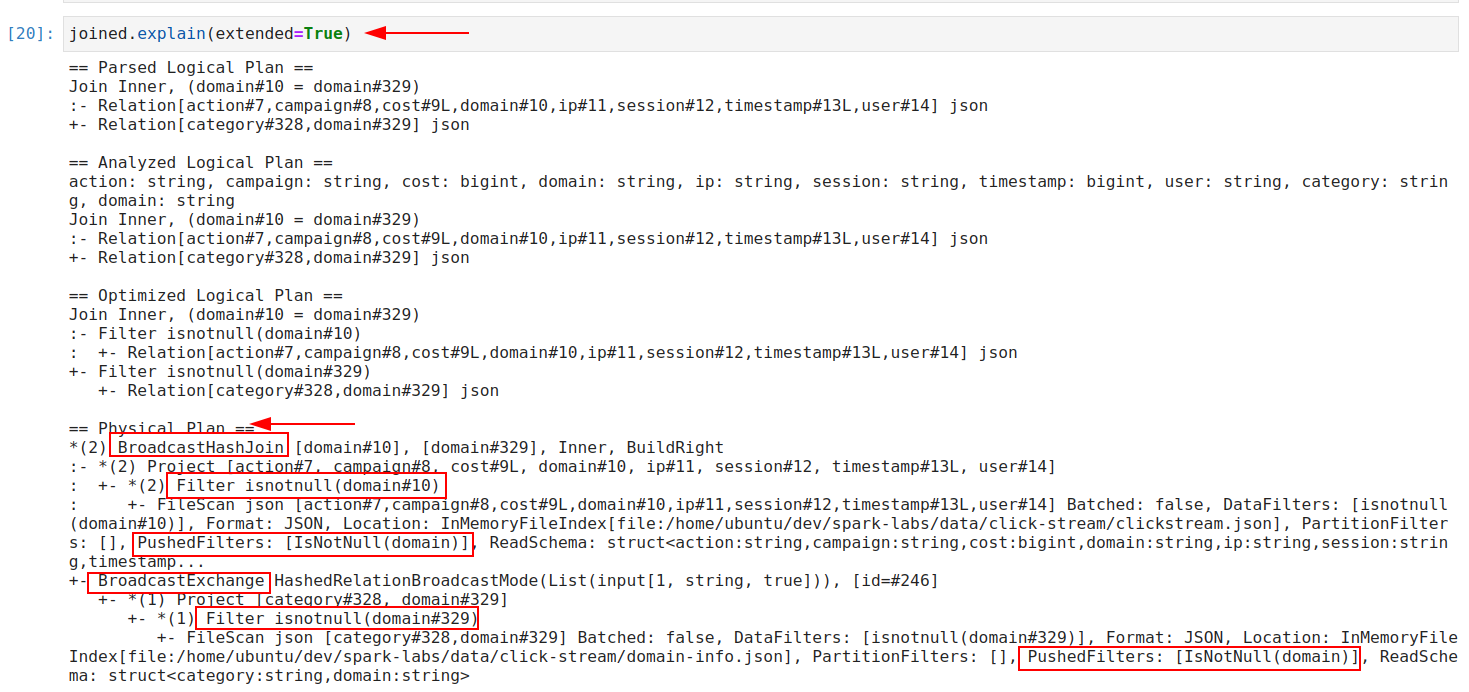 [20]: joined.explain(extended=True)
== Parsed Logical Plan ==
Join Inner, (domain#10 = domain#329)
:- Relation[action#7,campaign#8,cost#9L,domain#10,ip#11,session#12,timestamp#13L,user#14] json
+- Relation[category#328,domain#329] json

== Analyzed Logical Plan ==
action: string, campaign: string, cost: bigint, domain: string, ip: string, session: string, timestamp: bigint, user: string, category: strin
g, domain: string
Join Inner, (domain#10 = domain#329)
:- Relation[action#7,campaign#8,cost#9L,domain#10,ip#11,session#12,timestamp#13L,user#14] json
+- Relation[category#328,domain#329] json

== Optimized Logical Plan ==
Join Inner, (domain#10 = domain#329)
:- Filter isnotnull(domain#10)
:  +- Relation[action#7,campaign#8,cost#9L,domain#10,ip#11,session#12,timestamp#13L,user#14] json
+- Filter isnotnull(domain#329)
   +- Relation[category#328,domain#329] json

== Physical Plan ==
*(2) BroadcastHashJoin [domain#10], [domain#329], Inner, BuildRight
:- *(2) Project [action#7, campaign#8, cost#9L, domain#10, ip#11, session#12, timestamp#13L, user#14]
:  +- *(2) Filter isnotnull(domain#10)
:     +- FileScan json [action#7,campaign#8,cost#9L,domain#10,ip#11,session#12,timestamp#13L,user#14] Batched: false, DataFilters: [isnotnull
(domain#10)], Format: JSON, Location: InMemoryFileIndex[file:/home/ubuntu/dev/spark-labs/data/click-stream/clickstream.json], PartitionFilter
s: [], PushedFilters: [IsNotNull(domain)], ReadSchema: struct<action:string,campaign:string,cost:bigint,domain:string,ip:string,session:strin
g,timestamp...
+- BroadcastExchange HashedRelationBroadcastMode(List(input[1, string, true])), [id=#246]
   +- *(1) Project [category#328, domain#329]
      +- *(1) Filter isnotnull(domain#329)
         +- FileScan json [category#328,domain#329] Batched: false, DataFilters: [isnotnull(domain#329)], Format: JSON, Location: InMemoryFile
Index[file:/home/ubuntu/dev/spark-labs/data/click-stream/domain-info.json], PartitionFilters: [], PushedFilters: [IsNotNull(domain)], ReadSche
ma: struct<category:string,domain:string>